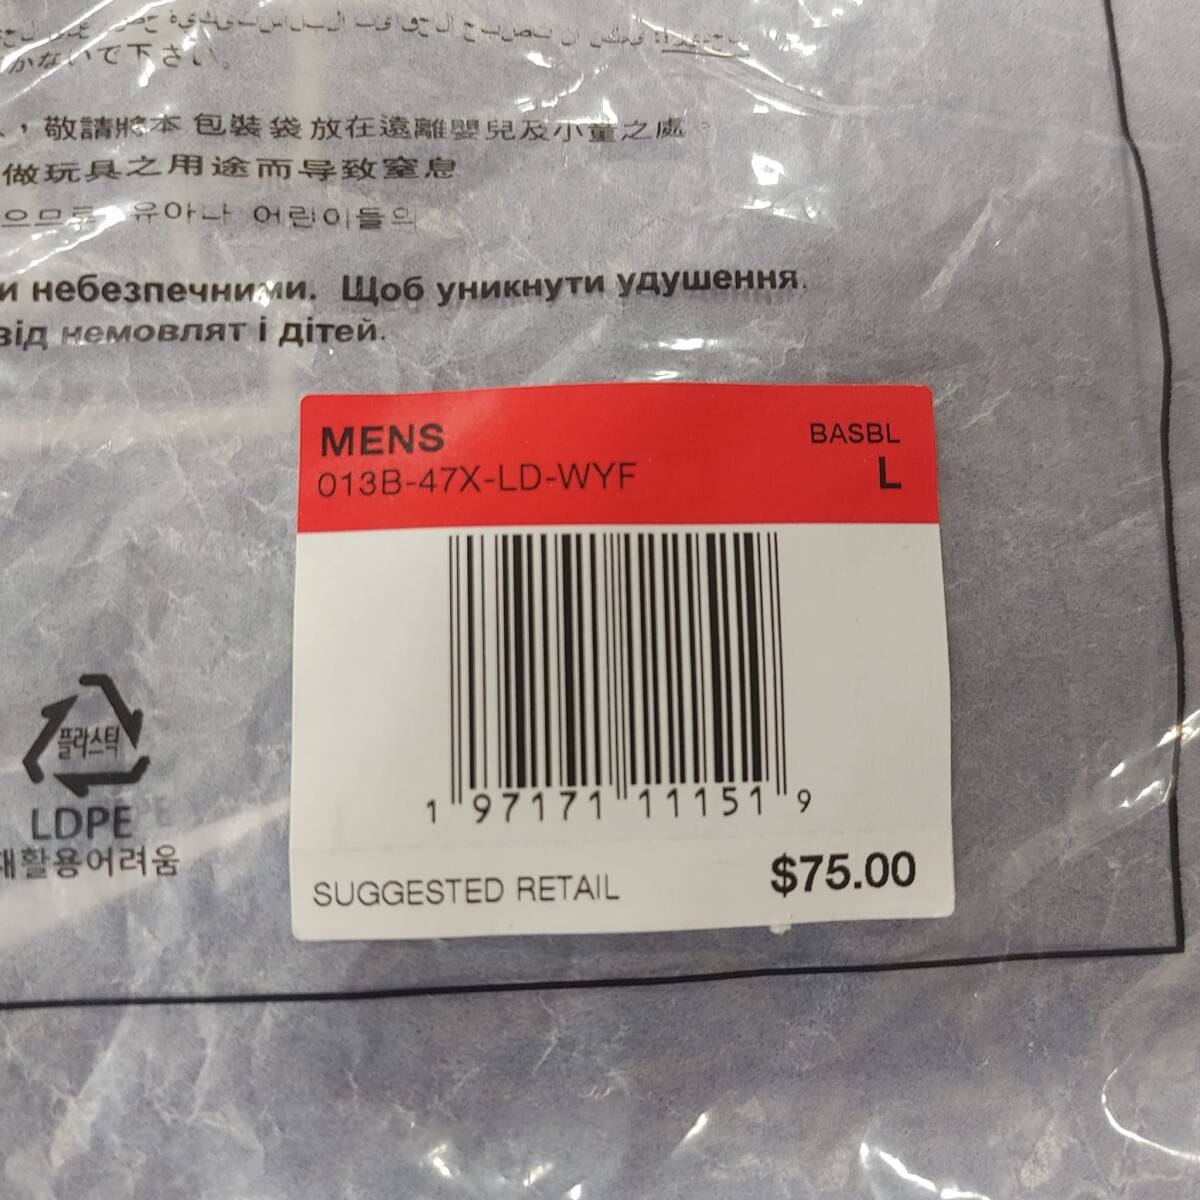 かないで下さい。
，敬請將本 包裝袋 放在遠離嬰兒及小童之處。
做玩具之用途而导致窒息
으므로 유아나 어린이들의
и небезпечними. Щоб уникнути удушення.
від немовлят і дітей.
MENS
BASBL
013B-47X-LD-WYF
L
플라스틱
LDPE
재활용어려움
1 97171 11151 9
SUGGESTED RETAIL
$75.00